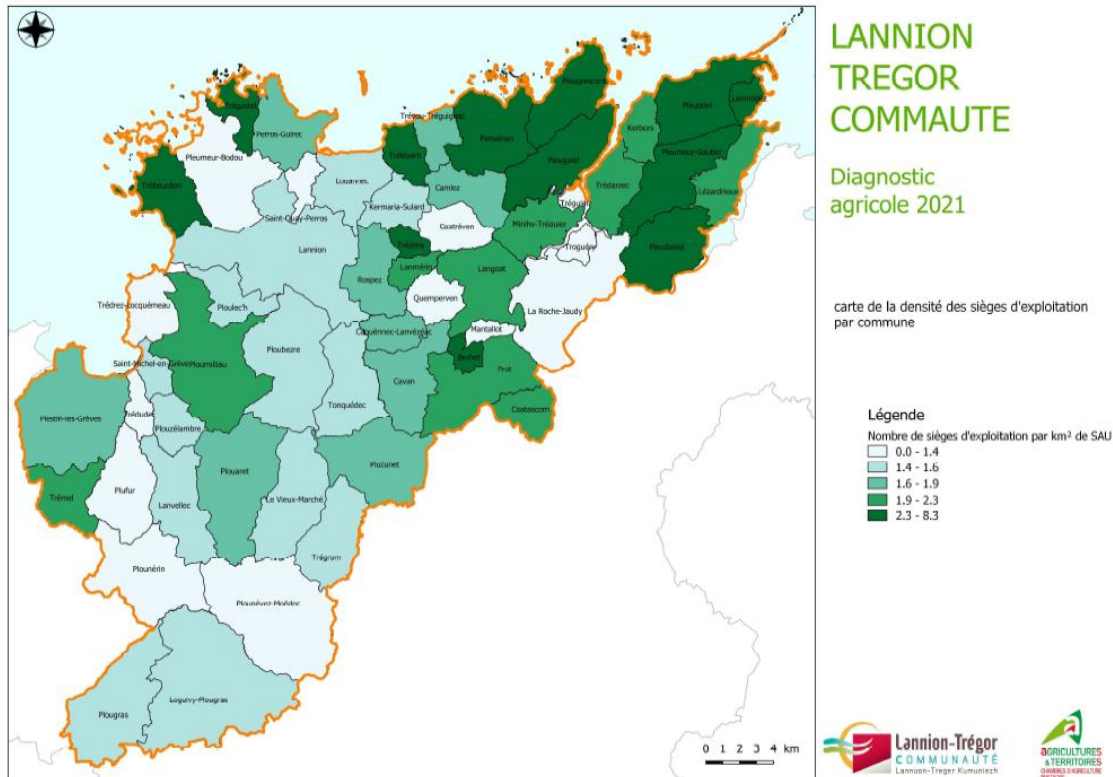 LANNION
TREGOR
COMMAUTE
Diagnostic
agricole 2021
carte de la densité des sièges d'exploitation
par commune
Légende
Nombre de sièges d'exploitation par km² de SAU
0.0 - 1.4
1.4 - 1.6
1.6 - 1.9
1.9 - 2.3
2.3 - 8.3
Trégastel
Perros-Guirec
Trévou-Tréguignec
Plougrescant
Penvénan
Pleubian
Lanmodez
Kerbors
Pleumeur-Bodou
Trélévern
Plouguiel
Pleumeur-Gautier
Trébeurden
Louannec
Camlez
Trédarzec
Lézardrieux
Saint-Quay-Perros
Kermaria-Sulard
Tréguier
Minihy-Tréguier
Coatréven
Lannion
Trézény
Troguéry
Pleudaniel
Lanmérin
Langoat
Rospez
Quemperven
La Roche-Jaudy
Trédrez-Locquémeau
Ploulec'h
Mantallot
Caouënnec-Lanvézéac
Ploubezre
Berhet
Saint-Michel-en-Grève
Ploumilliau
Prat
Cavan
Tonquédec
Coatascorn
Plestin-les-Grèves
Trédudé
Plouzélambre
Plouaret
Pluzunet
Trémel
Plufur
Lanvellec
Le Vieux-Marché
Trégrom
Plounérin
Plounévez-Moëdec
Loguivy-Plougras
Plougras
0 1 2 3 4 km
Lannion-Trégor
COMMUNAUTÉ
Lannuon-Treger Kumuniezh
AGRICULTURES
& TERRITOIRES
CHAMBRES D'AGRICULTURE